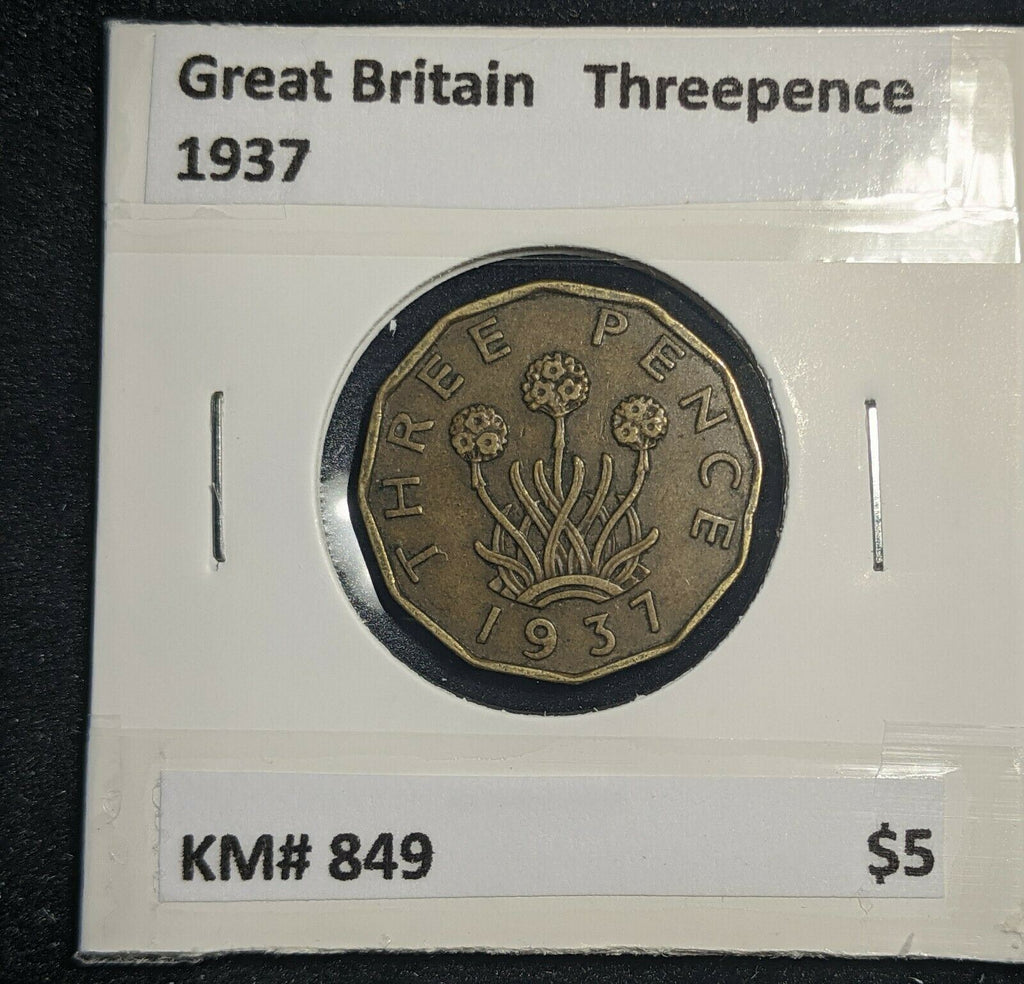 Great Britain Threepence
1937
THREE PENCE
1937
KM# 849 $5